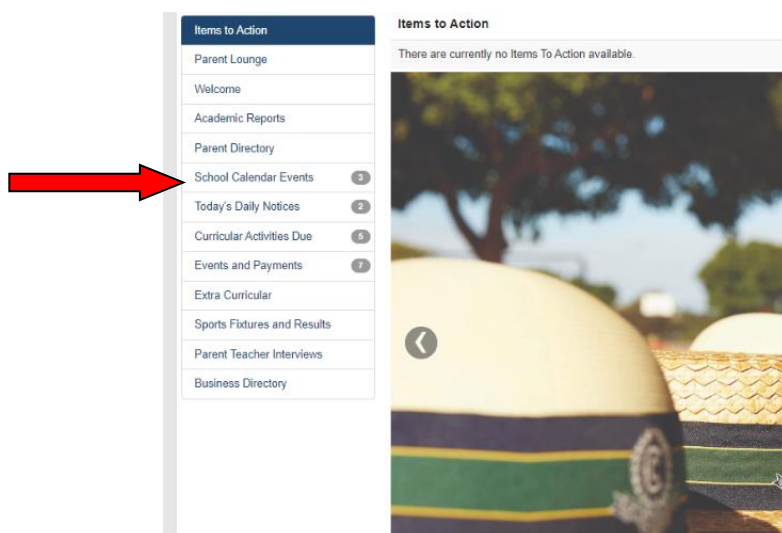 Items to Action
Parent Lounge
Welcome
Academic Reports
Parent Directory
School Calendar Events 3
Today's Daily Notices 2
Curricular Activities Due 5
Events and Payments 7
Extra Curricular
Sports Fixtures and Results
Parent Teacher Interviews
Business Directory
Items to Action
There are currently no Items To Action available.